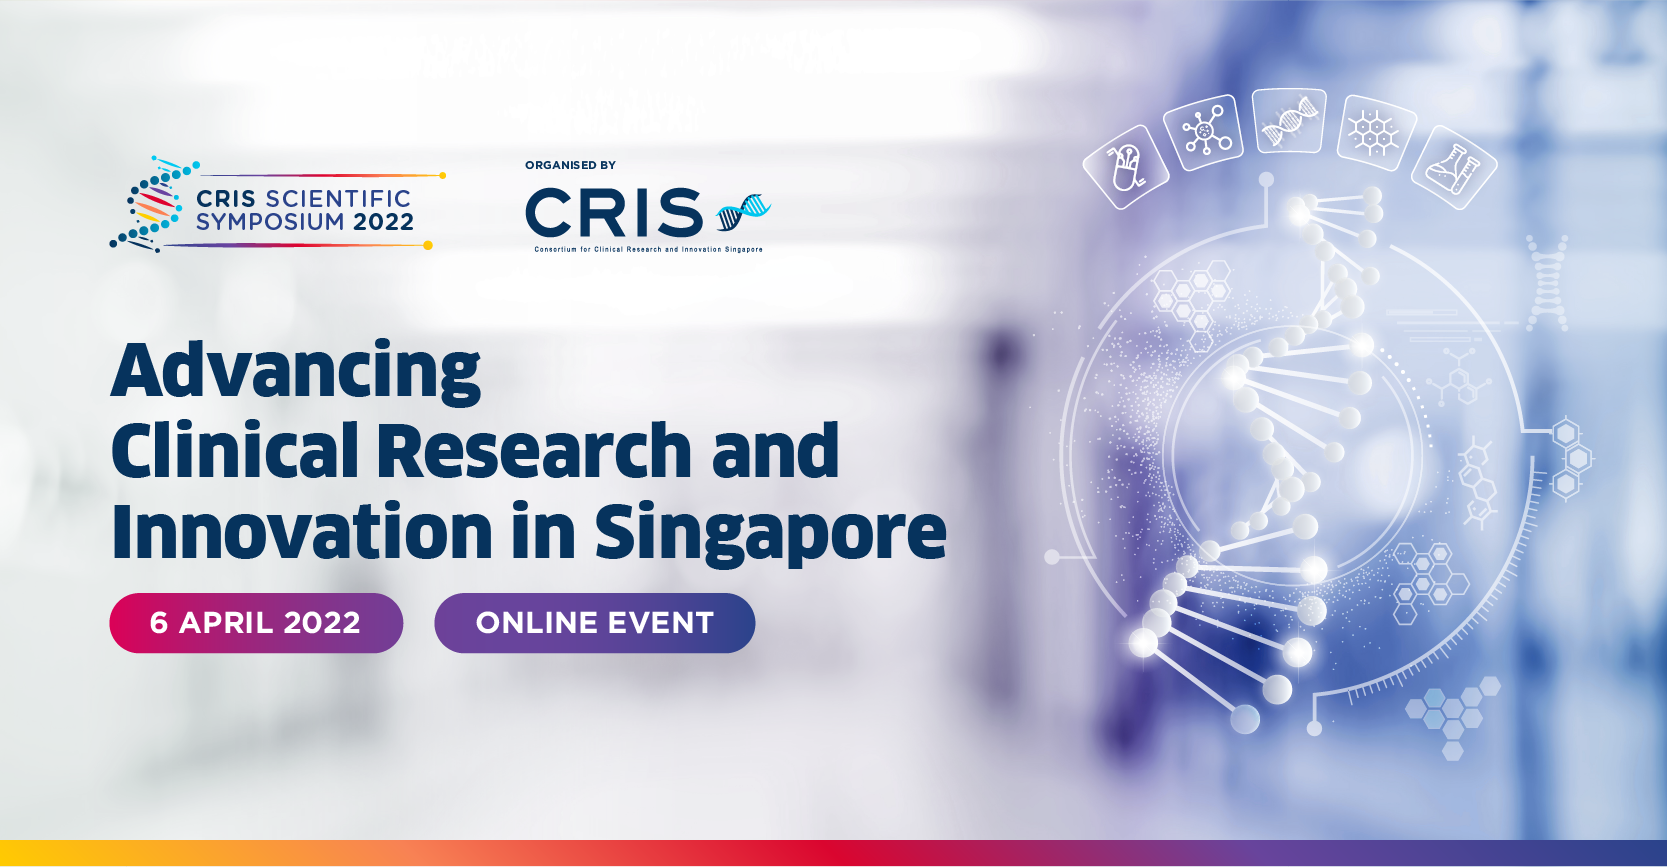 CRIS SCIENTIFIC
SYMPOSIUM 2022
ORGANISED BY
CRIS
Consortium for Clinical Research and Innovation Singapore
Advancing
Clinical Research and
Innovation in Singapore
6 APRIL 2022
ONLINE EVENT